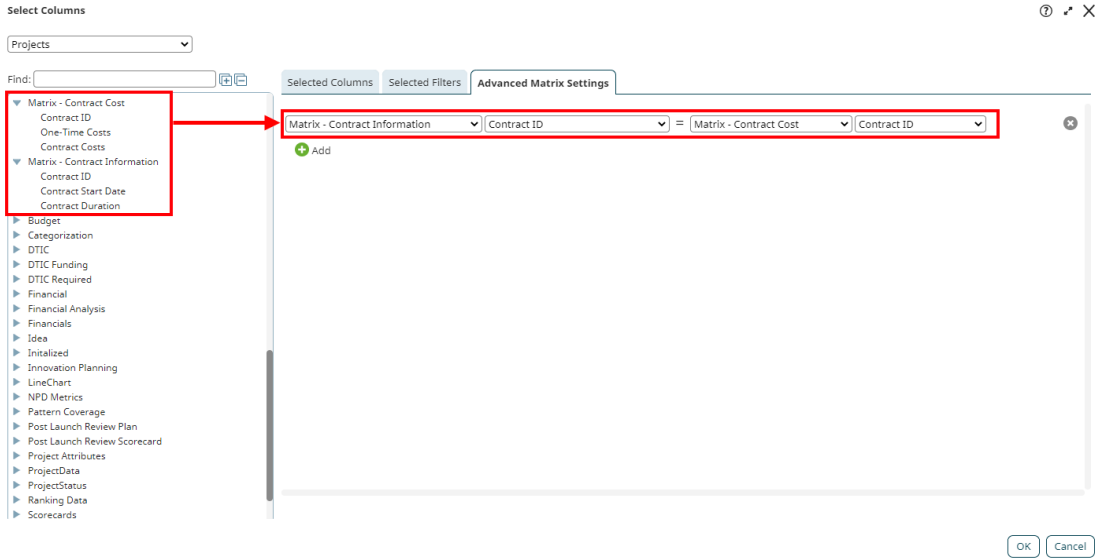 Select Columns
Projects
Find:
Selected Columns Selected Filters Advanced Matrix Settings
Matrix - Contract Cost
Contract ID
One-Time Costs
Contract Costs
Matrix - Contract Information
Contract ID
Contract Start Date
Contract Duration
Budget
Categorization
DTIC
DTIC Funding
DTIC Required
Financial
Financial Analysis
Financials
Idea
Initalized
Innovation Planning
LineChart
NPD Metrics
Pattern Coverage
Post Launch Review Plan
Post Launch Review Scorecard
Project Attributes
ProjectData
ProjectStatus
Ranking Data
Scorecards
Matrix - Contract Information Contract ID = Matrix - Contract Cost Contract ID
Add
OK Cancel